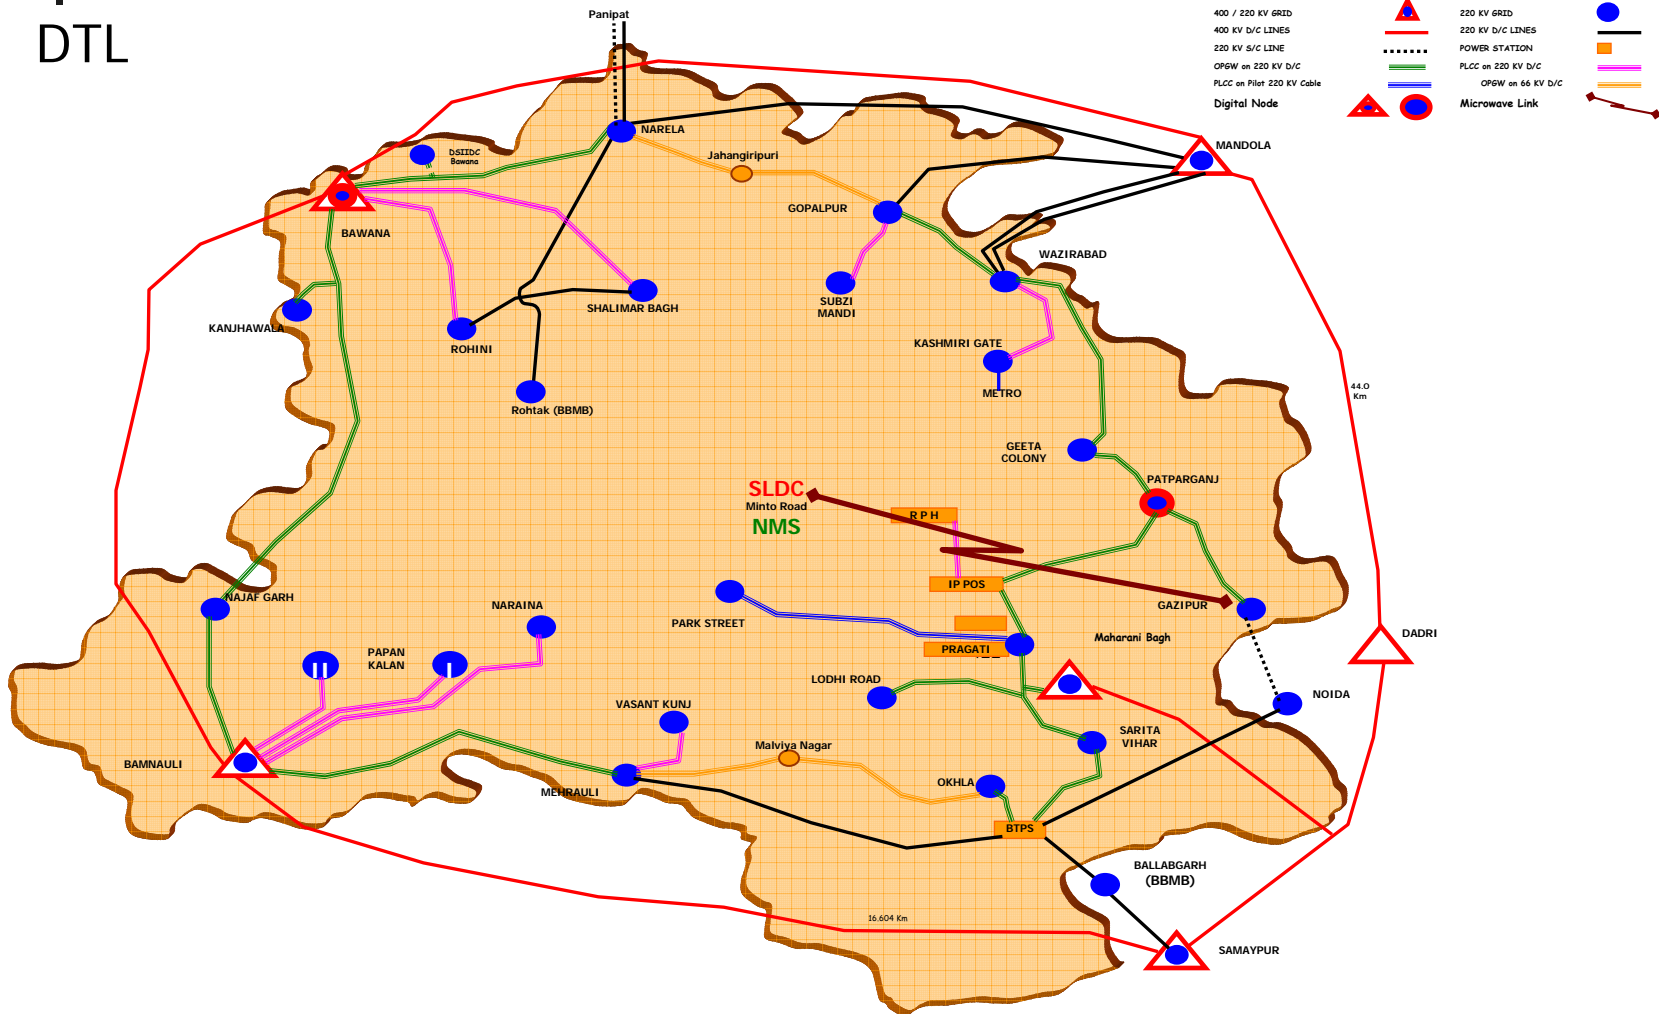 DTL
Panipat
400 / 220 KV GRID
220 KV GRID
400 KV D/C LINES
220 KV D/C LINES
220 KV S/C LINE
POWER STATION
OPGW on 220 KV D/C
PLCC on 220 KV D/C
PLCC on Pilot 220 KV Cable
OPGW on 66 KV D/C
Digital Node
Microwave Link
NARELA
MANDOLA
DSIIDC
Bawana
Jahangiripuri
GOPALPUR
BAWANA
WAZIRABAD
SHALIMAR BAGH
SUBZI
MANDI
KANJHAWALA
ROHINI
KASHMIRI GATE
METRO
44.0
Km
Rohtak (BBMB)
GEETA
COLONY
PATPARGANJ
SLDC
Minto Road
NMS
R P H
IP POS
NAJAF GARH
NARAINA
PARK STREET
GAZIPUR
Maharani Bagh
DADRI
PRAGATI
PAPAN
KALAN
LODHI ROAD
NOIDA
VASANT KUNJ
SARITA
VIHAR
BAMNAULI
Malviya Nagar
OKHLA
MEHRAULI
BTPS
BALLABGARH
(BBMB)
16.604 Km
SAMAYPUR